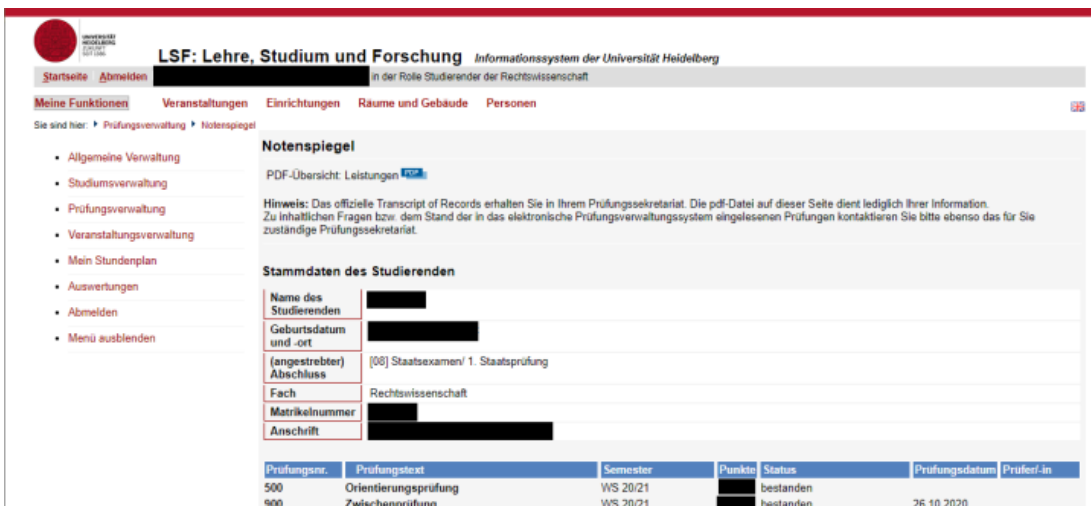 UNIVERSITÄT
HEIDELBERG
ZUKUNFT
SEIT 1386
LSF: Lehre, Studium und Forschung Informationssystem der Universität Heidelberg
Startseite Abmelden in der Rolle Studierender der Rechtswissenschaft
Meine Funktionen Veranstaltungen Einrichtungen Räume und Gebäude Personen
Sie sind hier: Prüfungsverwaltung Notenspiegel
Allgemeine Verwaltung
Studiumsverwaltung
Prüfungsverwaltung
Veranstaltungsverwaltung
Mein Stundenplan
Auswertungen
Abmelden
Menü ausblenden
Notenspiegel
PDF-Übersicht: Leistungen PDF
Hinweis: Das offizielle Transcript of Records erhalten Sie in Ihrem Prüfungssekretariat. Die pdf-Datei auf dieser Seite dient lediglich Ihrer Information.
Zu inhaltlichen Fragen bzw. dem Stand der in das elektronische Prüfungsverwaltungssystem eingelesenen Prüfungen kontaktieren Sie bitte ebenso das für Sie
zuständige Prüfungssekretariat.
Stammdaten des Studierenden
Name des
Studierenden
Geburtsdatum
und -ort
(angestrebter) [08] Staatsexamen/ 1. Staatsprüfung
Abschluss
Fach Rechtswissenschaft
Matrikelnummer
Anschrift
Prüfungsnr. Prüfungstext Semester Punkte Status Prüfungsdatum Prüfer/-in
500 Orientierungsprüfung WS 20/21 bestanden
900 Zwischenprüfung WS 20/21 bestanden 26.10.2020